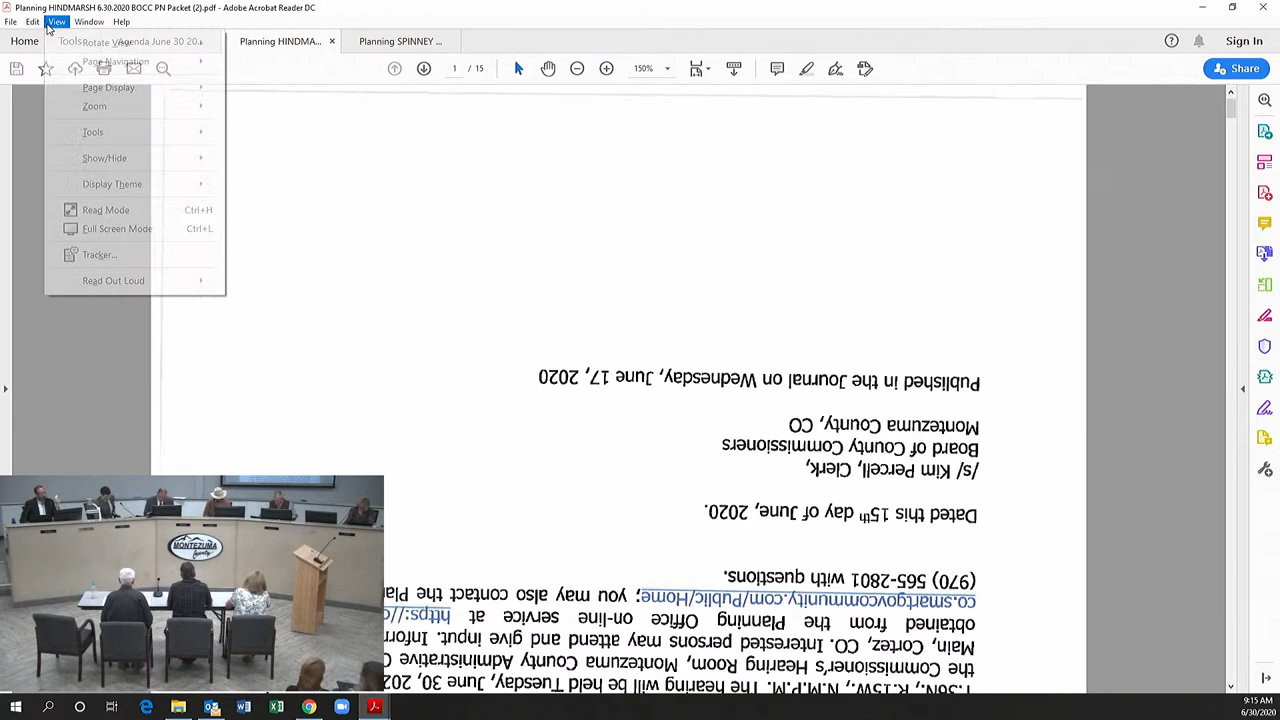 Planning HINDMARSH 6.30.2020 BOCC PN Packet (2).pdf - Adobe Acrobat Reader DC
File Edit View Window Help
Home Tools Agenda June 30 20... Planning HINDMA... × Planning SPINNEY ... Sign In
1 / 15 150% Share
Rotate View
Page Navigation
Page Display
Zoom
Tools
Show/Hide
Display Theme
Read Mode Ctrl+H
Full Screen Mode Ctrl+L
Tracker...
Read Out Loud
T.36N., R.15W., N.M.P.M. The hearing will be held Tuesday, June 30, 202
the Commissioner's Hearing Room, Montezuma County Administrative
Main, Cortez, CO. Interested persons may attend and give input.
obtained from the Planning Office on-line service at https://c
co.smartgovcommunity.com/Public/Home; you may also contact the
(970) 565-2801 with questions.
Dated this 15th day of June, 2020.
/s/ Kim Percell, Clerk,
Board of County Commissioners
Montezuma County, CO
Published in the Journal on Wednesday, June 17, 2020
MONTEZUMA
County
9:15 AM
6/30/2020